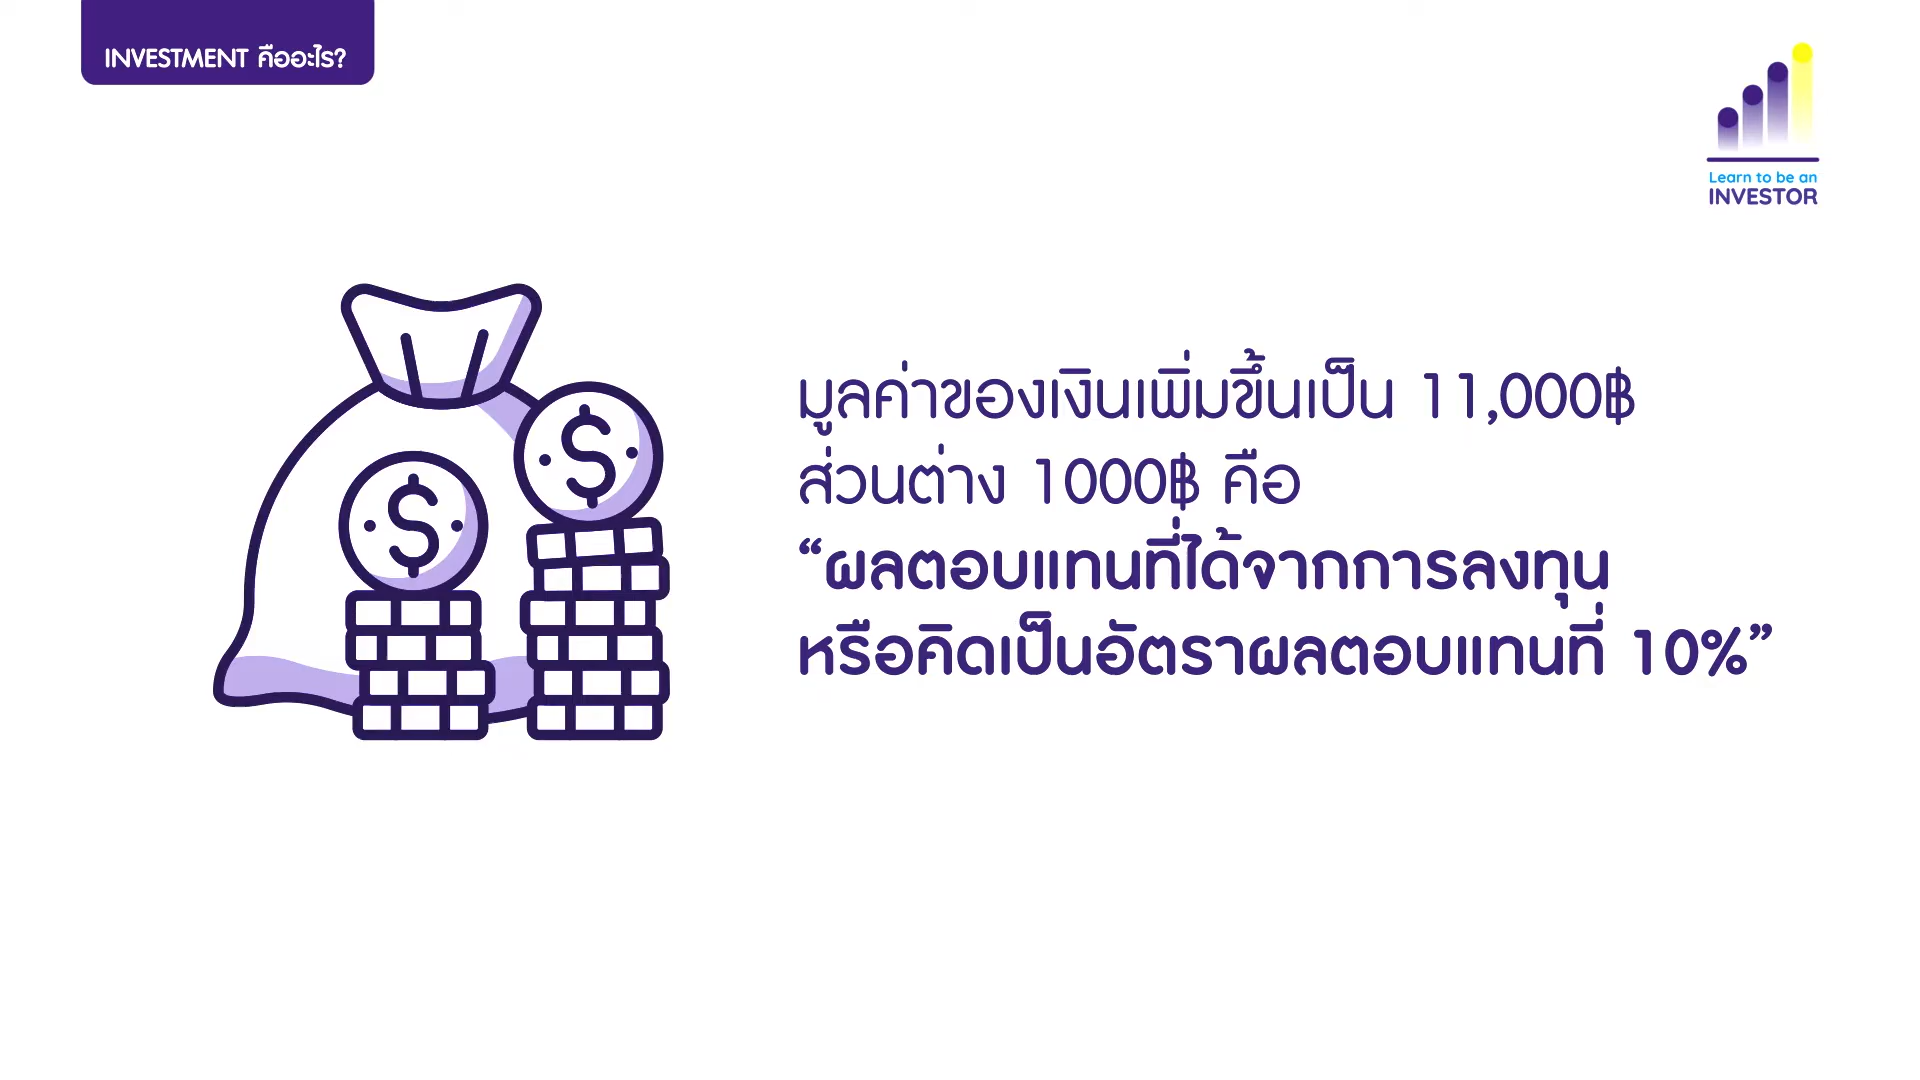 INVESTMENT คืออะไร?
Learn to be an
INVESTOR
มูลค่าของเงินเพิ่มขึ้นเป็น 11,000฿
ส่วนต่าง 1000฿ คือ
“ผลตอบแทนที่ได้จากการลงทุน
หรือคิดเป็นอัตราผลตอบแทนที่ 10%”
$
$